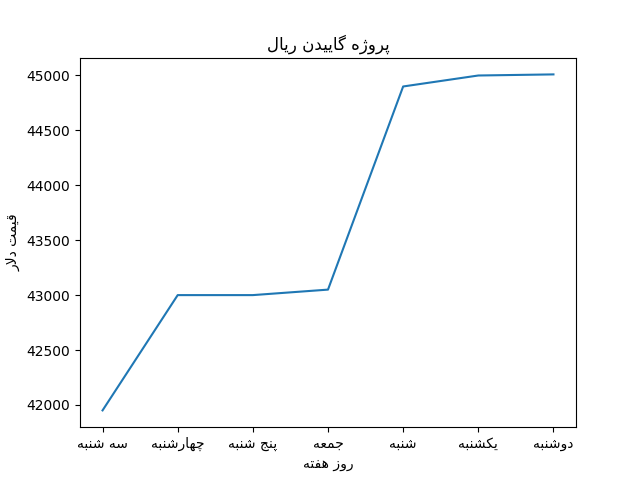 پروژه گاییدن ریال
45000
44500
44000
43500
43000
42500
42000
قیمت دلار
سه شنبه
چهارشنبه
پنج شنبه
جمعه
شنبه
یکشنبه
دوشنبه
روز هفته